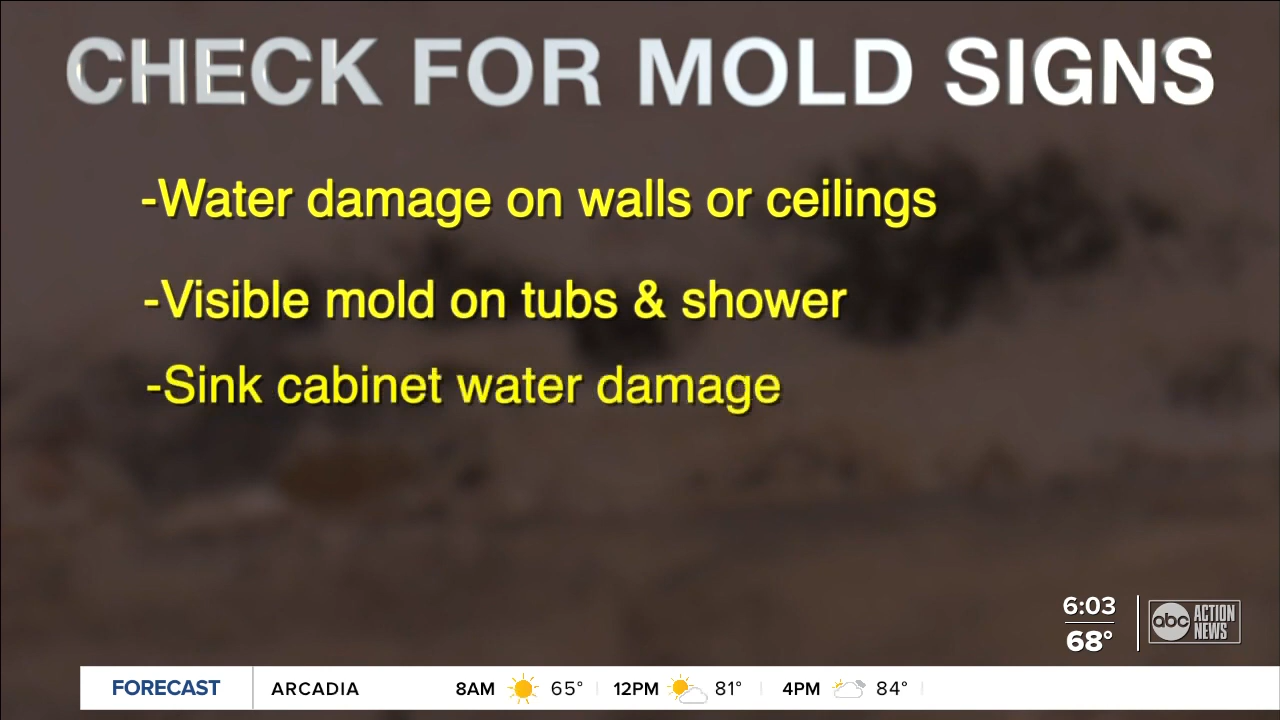 CHECK FOR MOLD SIGNS
-Water damage on walls or ceilings
-Visible mold on tubs & shower
-Sink cabinet water damage
6:03
68°
abc ACTION NEWS
FORECAST ARCADIA 8AM 65° 12PM 81° 4PM 84°